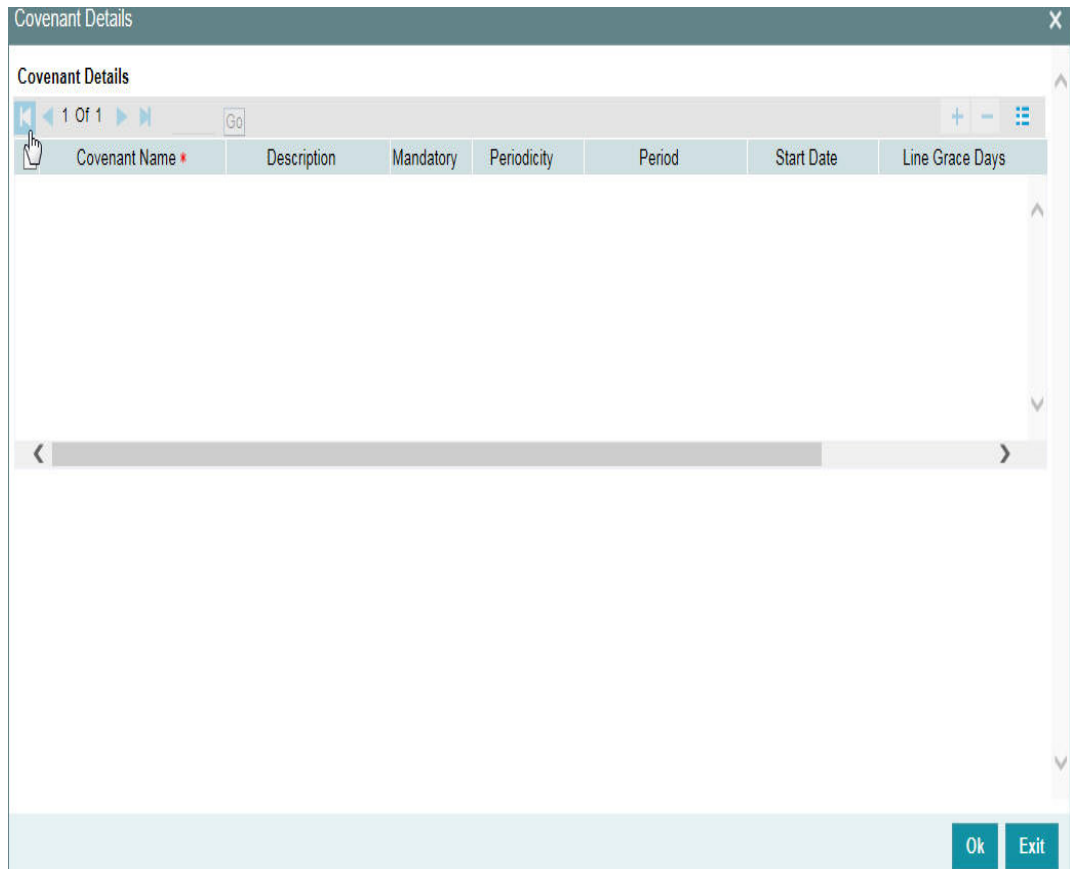 Covenant Details X
Covenant Details
1 Of 1 Go
Covenant Name * Description Mandatory Periodicity Period Start Date Line Grace Days
Ok Exit